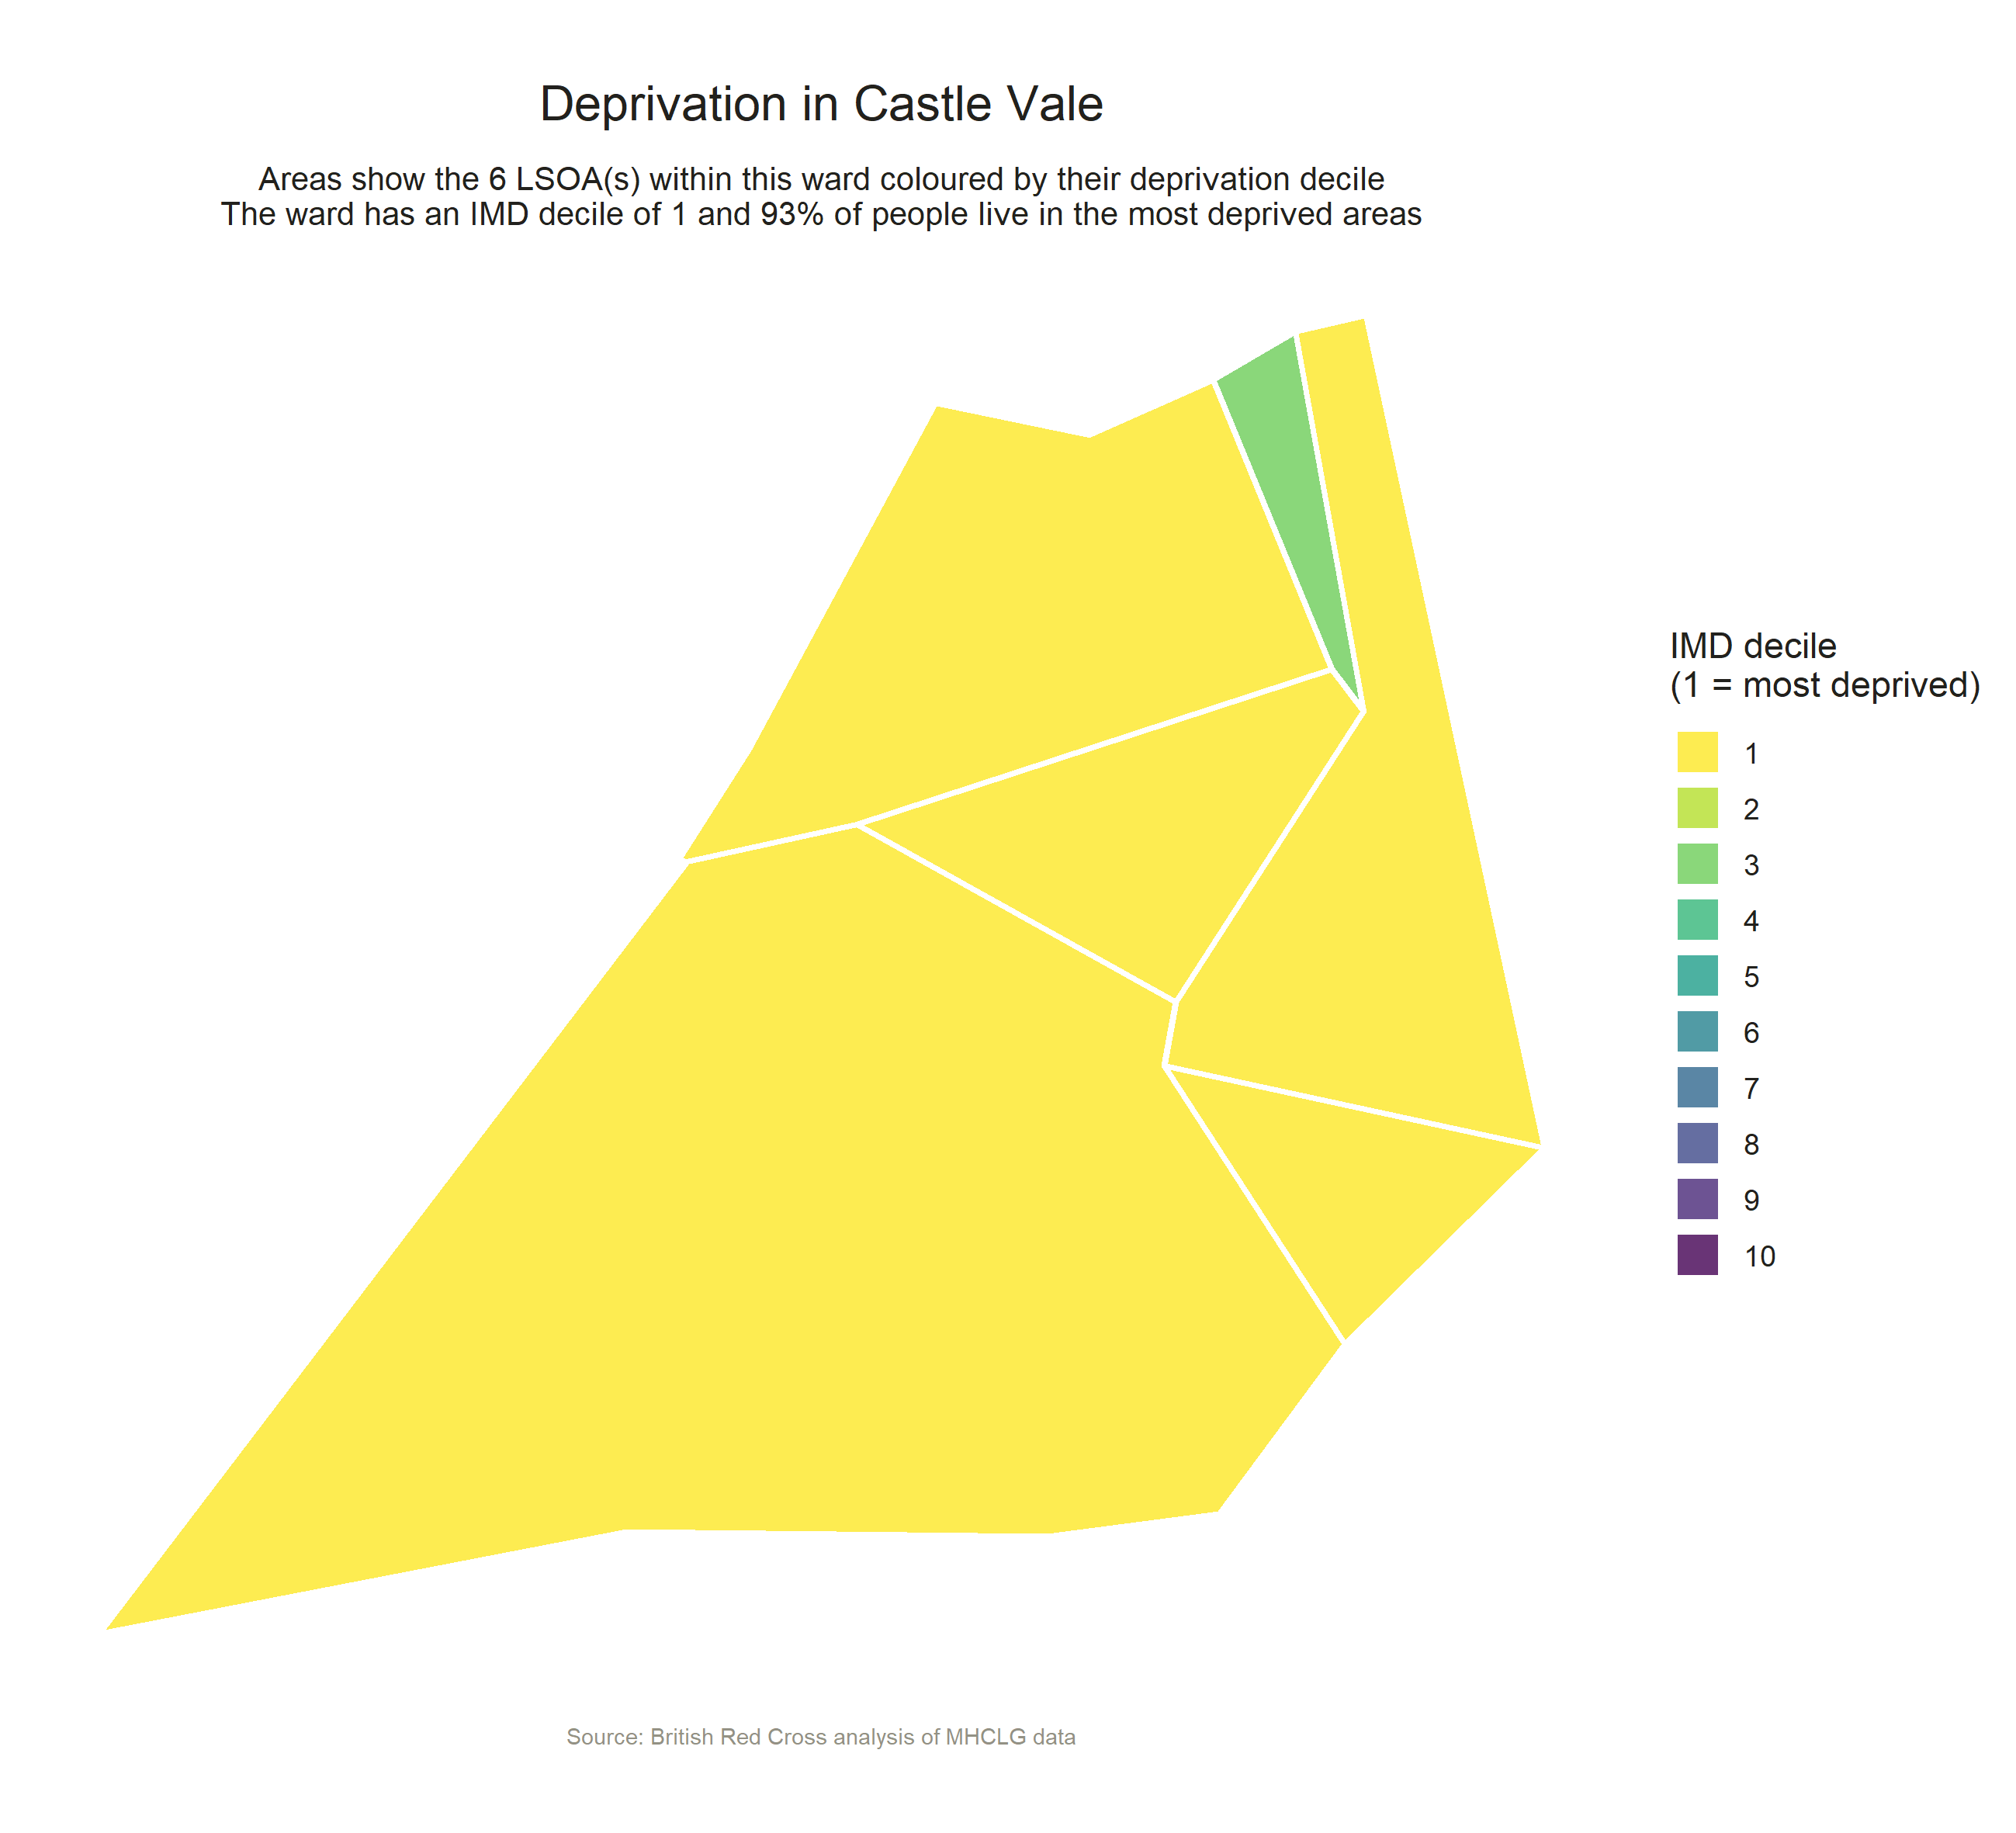 Deprivation in Castle Vale
Areas show the 6 LSOA(s) within this ward coloured by their deprivation decile
The ward has an IMD decile of 1 and 93% of people live in the most deprived areas
IMD decile
(1 = most deprived)
1
2
3
4
5
6
7
8
9
10
Source: British Red Cross analysis of MHCLG data